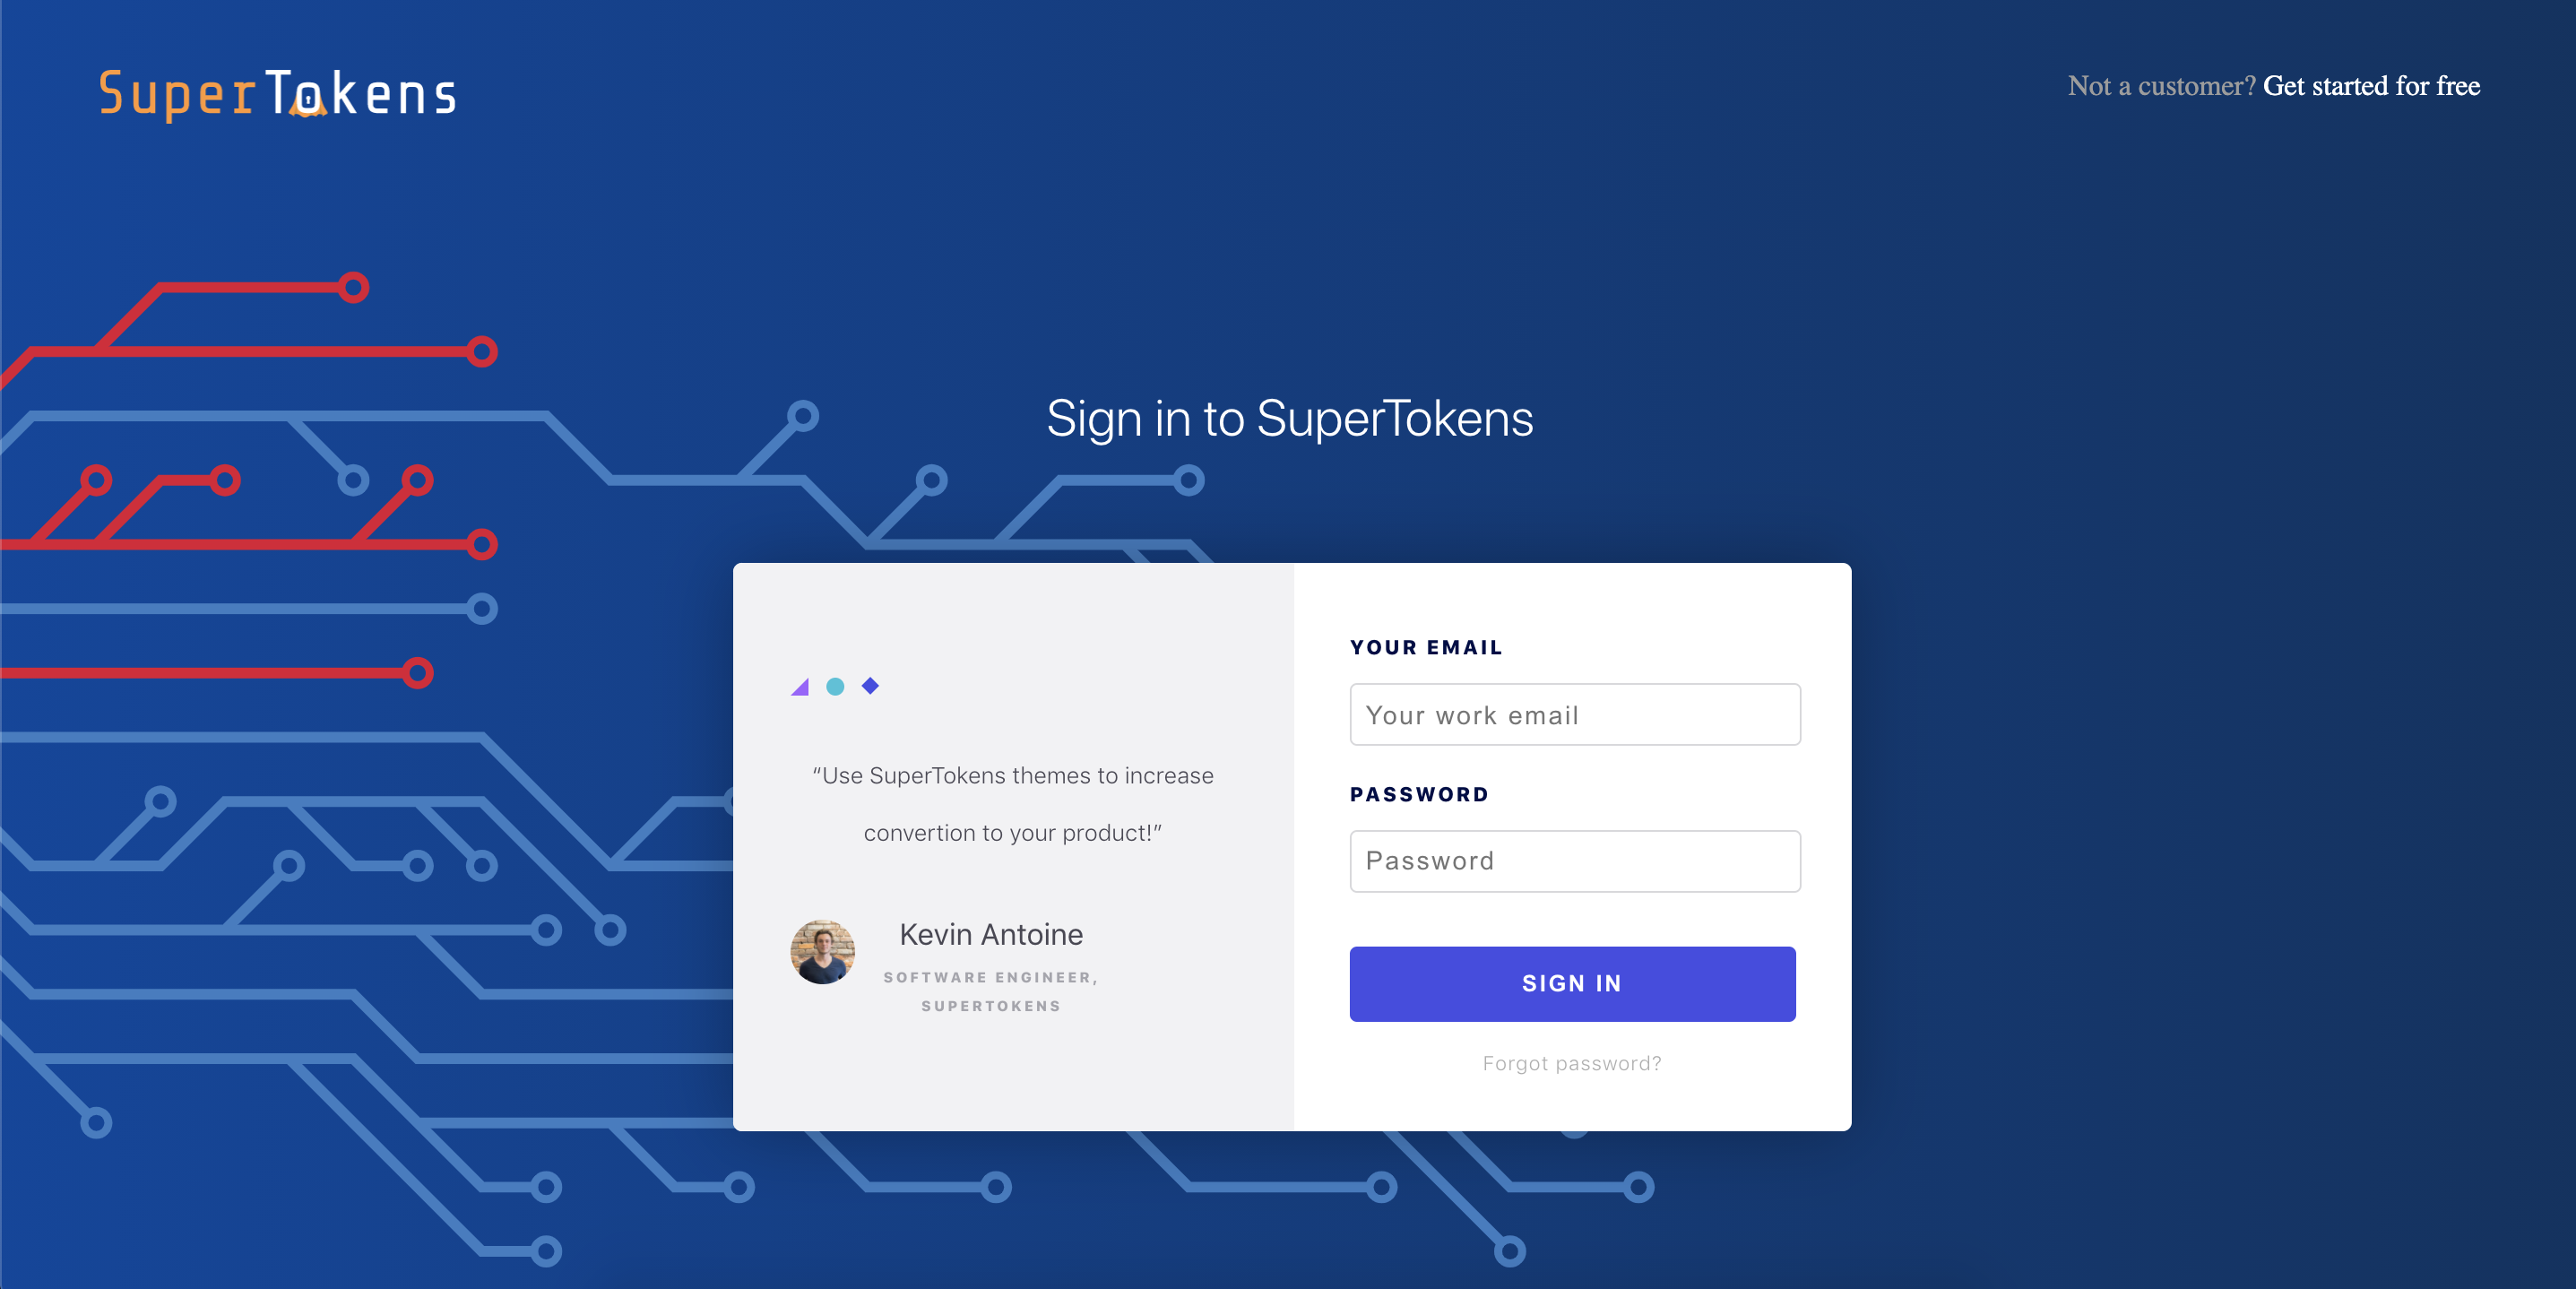 SuperTokens
Not a customer? Get started for free
Sign in to SuperTokens
“Use SuperTokens themes to increase
convertion to your product!”
Kevin Antoine
SOFTWARE ENGINEER,
SUPERTOKENS
YOUR EMAIL
Your work email
PASSWORD
Password
SIGN IN
Forgot password?